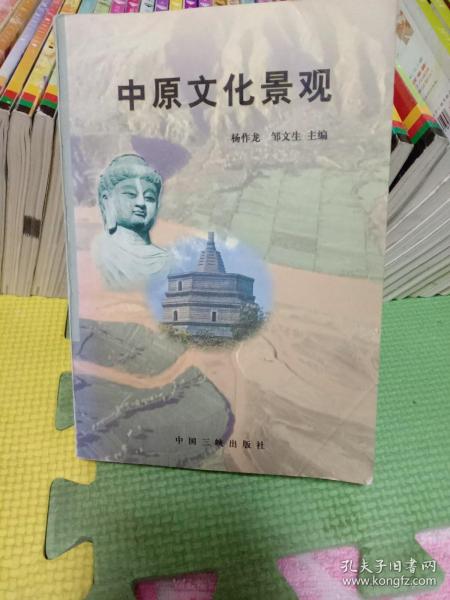 中原文化景观
杨作龙 邹文生 主编
中国三峡出版社
孔夫子旧书网
www.kongfz.com